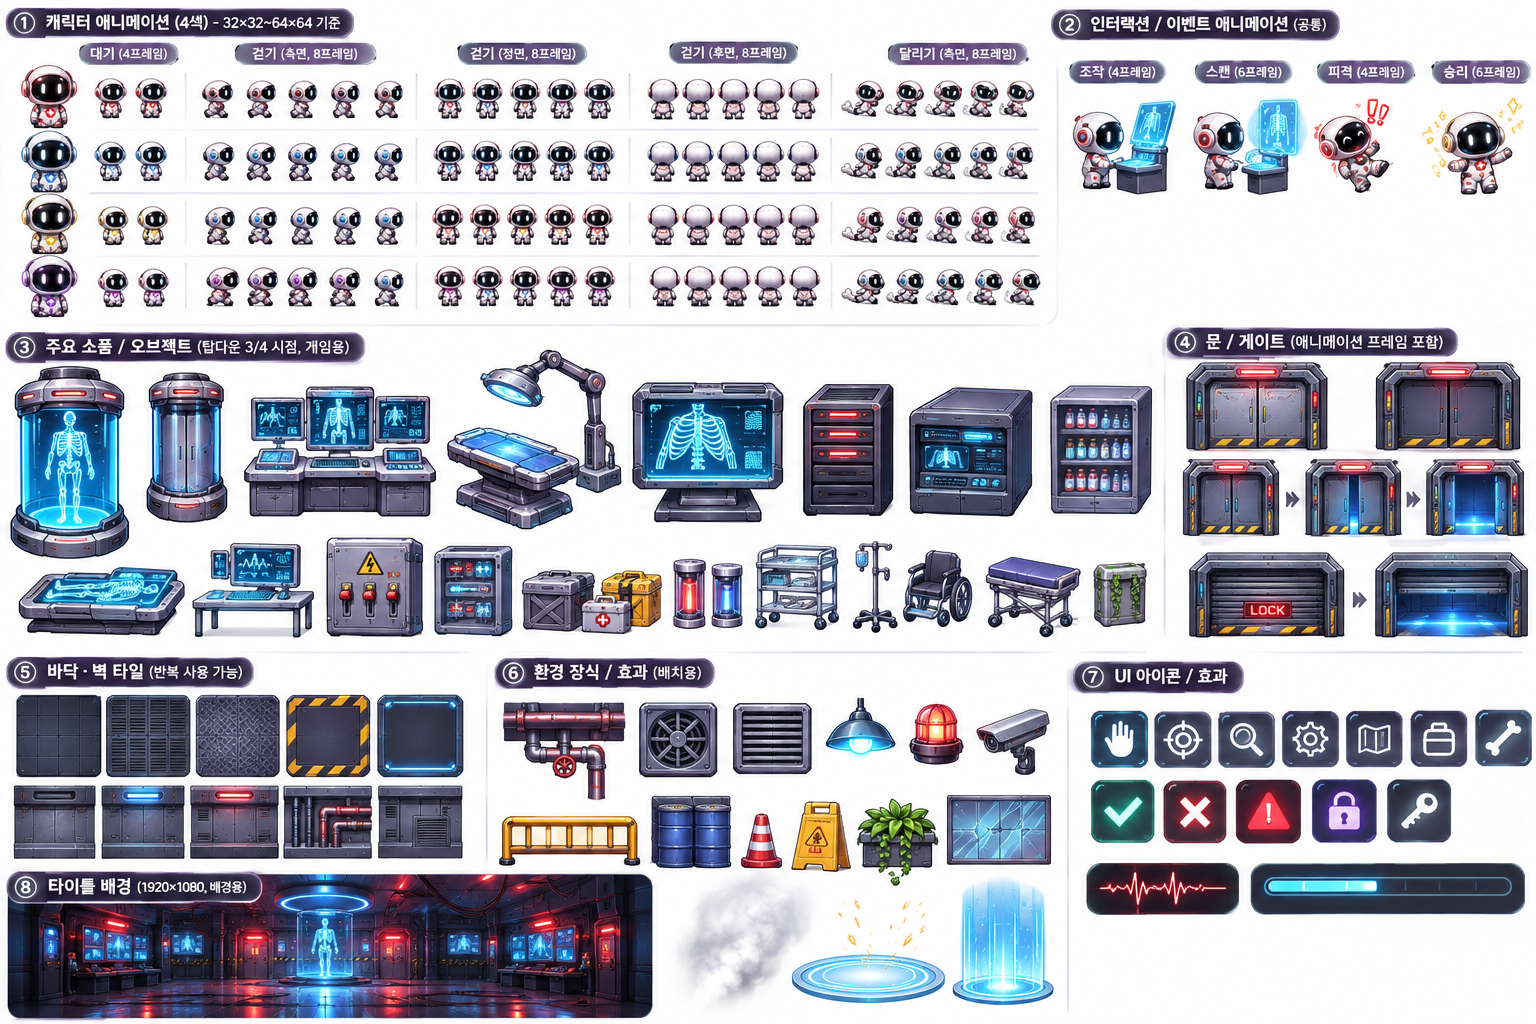 ① 캐릭터 애니메이션 (4색) - 32×32~64×64 기준
대기 (4프레임)
걷기 (측면, 8프레임)
걷기 (정면, 8프레임)
걷기 (후면, 8프레임)
달리기 (측면, 8프레임)
② 인터랙션 / 이벤트 애니메이션 (공통)
조작 (4프레임)
스캔 (6프레임)
피격 (4프레임)
승리 (6프레임)
!!
③ 주요 소품 / 오브젝트 (탑다운 3/4 시점, 게임용)
④ 문 / 게이트 (애니메이션 프레임 포함)
LOCK
⑤ 바닥 · 벽 타일 (반복 사용 가능)
⑥ 환경 장식 / 효과 (배치용)
⑦ UI 아이콘 / 효과
⑧ 타이틀 배경 (1920×1080, 배경용)